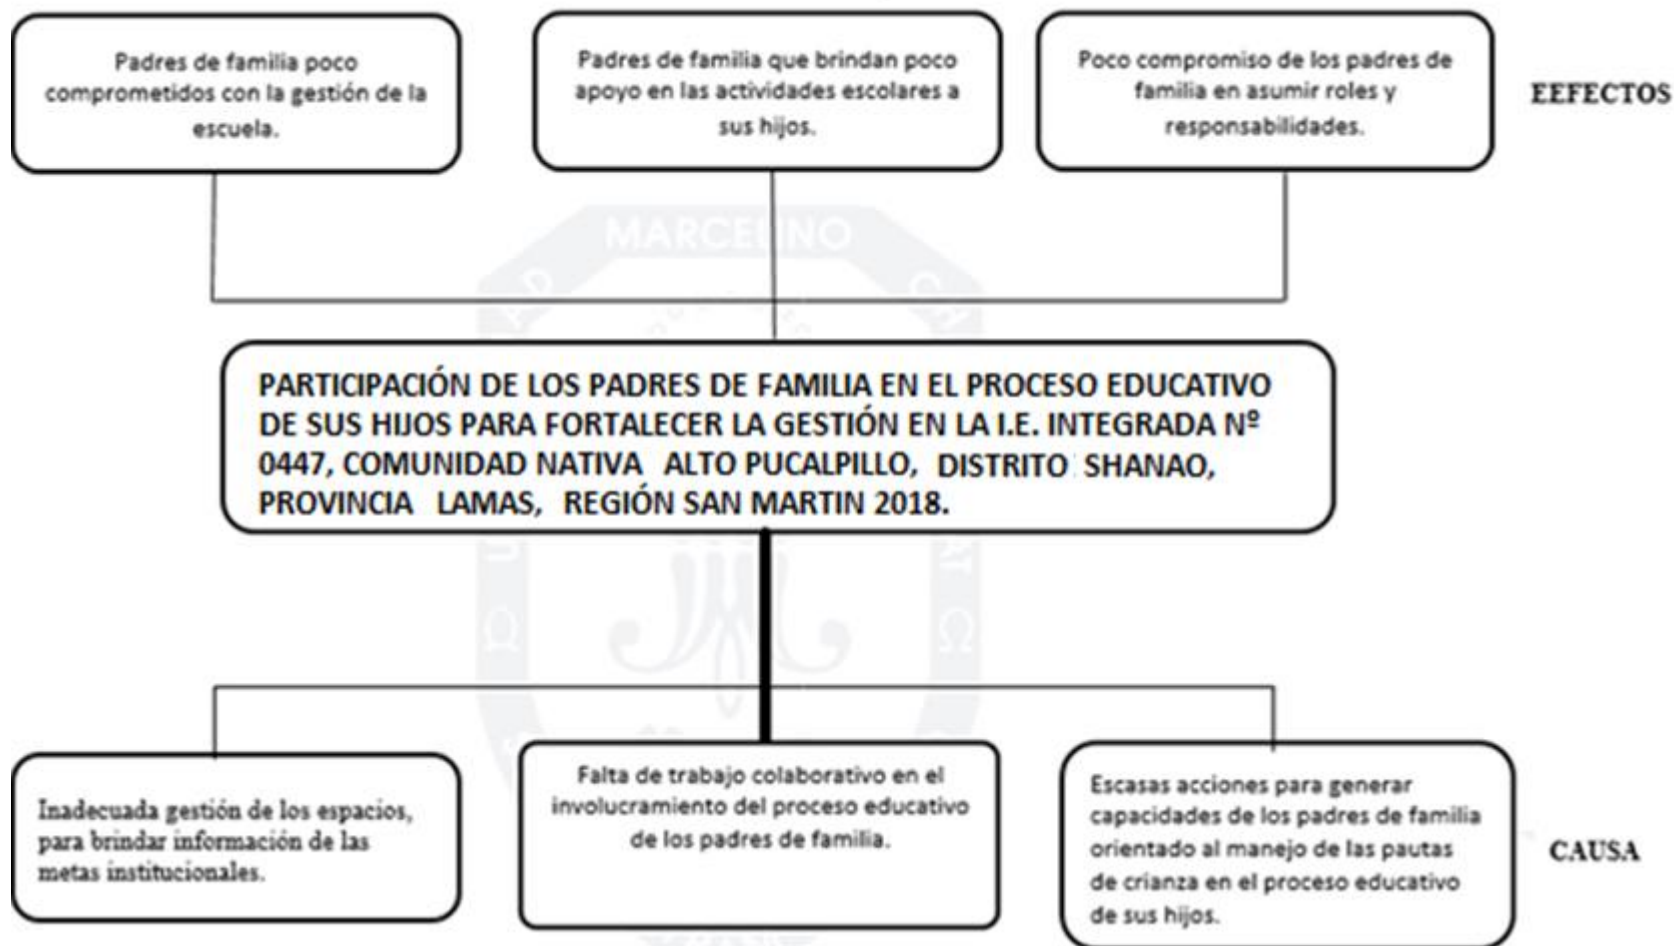 Padres de familia poco
comprometidos con la gestión de la
escuela.
Padres de familia que brindan poco
apoyo en las actividades escolares a
sus hijos.
Poco compromiso de los padres de
familia en asumir roles y
responsabilidades.
EEFECTOS
MARCELINO
PARTICIPACIÓN DE LOS PADRES DE FAMILIA EN EL PROCESO EDUCATIVO
DE SUS HIJOS PARA FORTALECER LA GESTIÓN EN LA I.E. INTEGRADA Nº
0447, COMUNIDAD NATIVA ALTO PUCALPILLO, DISTRITO SHANAO,
PROVINCIA LAMAS, REGIÓN SAN MARTIN 2018.
Inadecuada gestión de los espacios,
para brindar información de las
metas institucionales.
Falta de trabajo colaborativo en el
involucramiento del proceso educativo
de los padres de familia.
Escasas acciones para generar
capacidades de los padres de familia
orientado al manejo de las pautas
de crianza en el proceso educativo
de sus hijos.
CAUSA